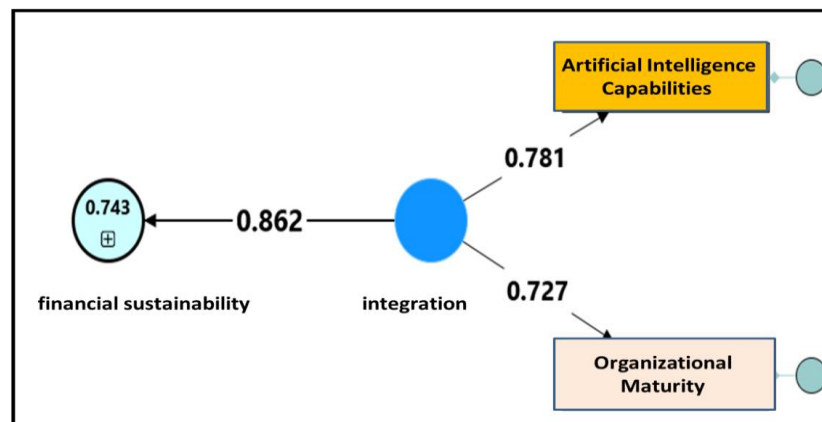 Artificial Intelligence
Capabilities
0.781
0.743
0.862
financial sustainability
integration
0.727
Organizational
Maturity